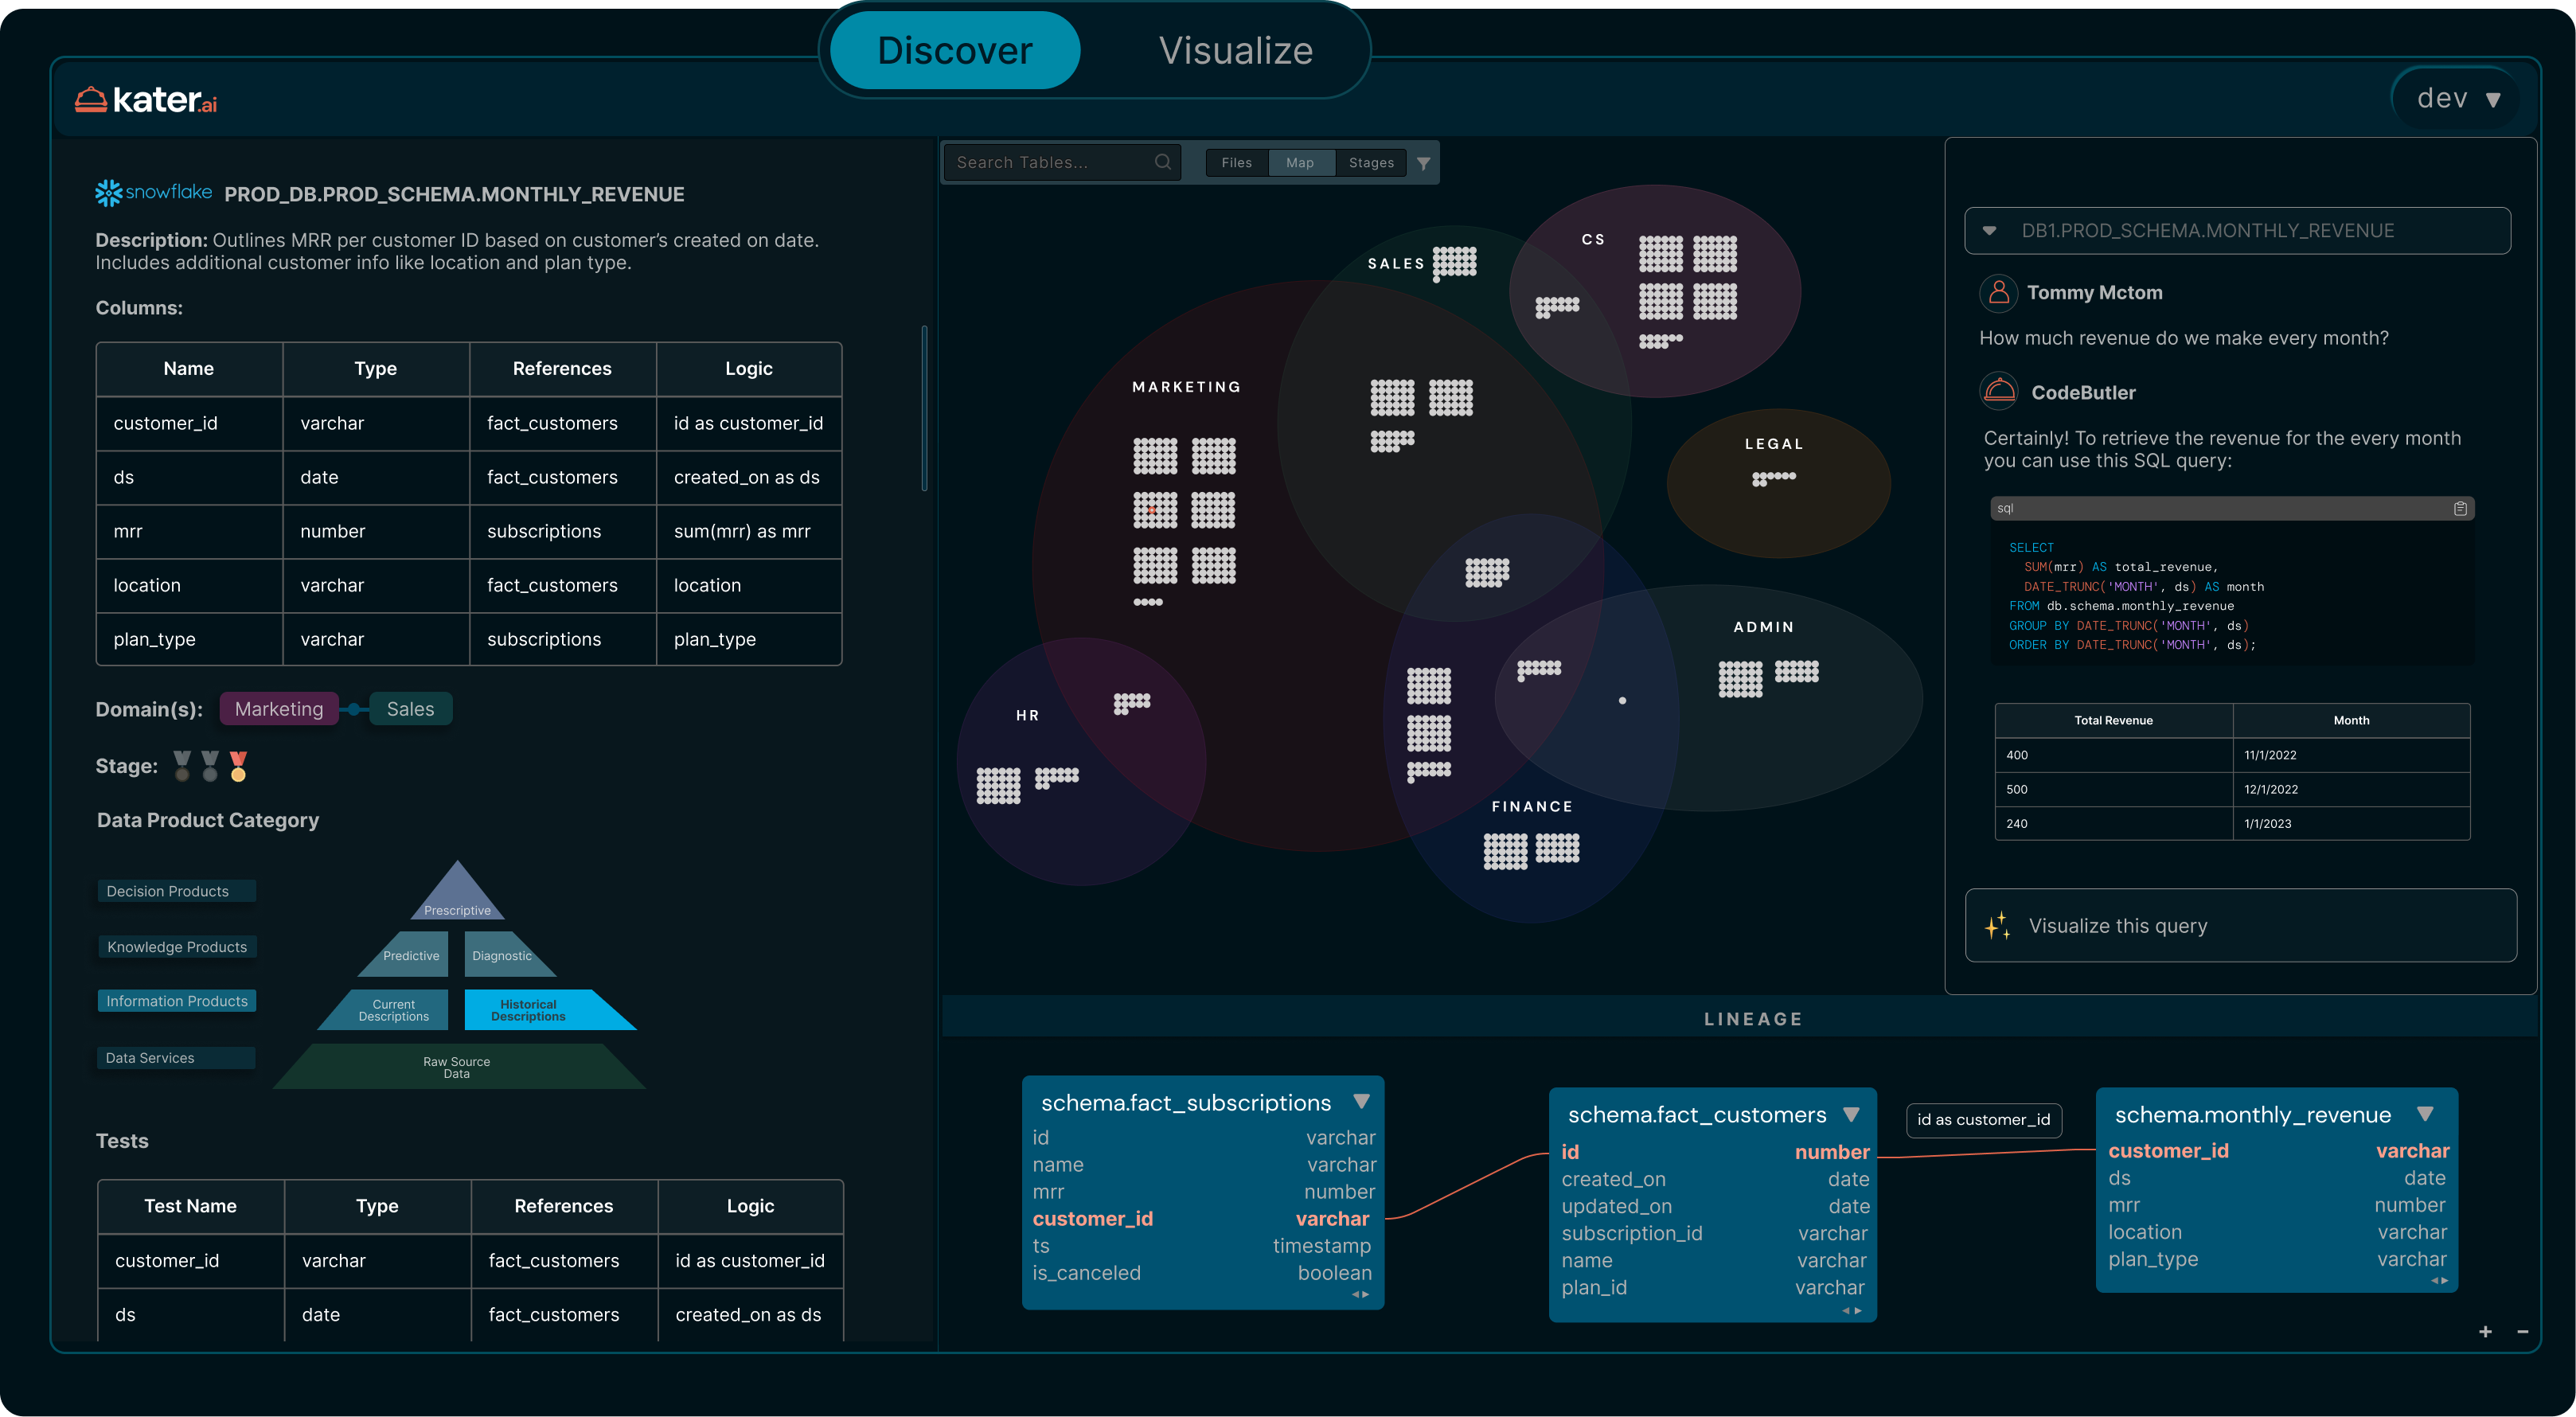 Discover
Visualize
kater.ai
dev
snowflake PROD_DB.PROD_SCHEMA.MONTHLY_REVENUE
Description: Outlines MRR per customer ID based on customer’s created on date.
Includes additional customer info like location and plan type.
Columns:
Name Type References Logic
customer_id varchar fact_customers id as customer_id
ds date fact_customers created_on as ds
mrr number subscriptions sum(mrr) as mrr
location varchar fact_customers location
plan_type varchar subscriptions plan_type
Domain(s): Marketing Sales
Stage:
Data Product Category
Decision Products
Knowledge Products
Information Products
Data Services
Prescriptive
Predictive
Diagnostic
Current
Descriptions
Historical
Descriptions
Raw Source
Data
Tests
Test Name Type References Logic
customer_id varchar fact_customers id as customer_id
ds date fact_customers created_on as ds
Search Tables...
Files Map Stages
SALES
CS
MARKETING
LEGAL
ADMIN
HR
FINANCE
DB1.PROD_SCHEMA.MONTHLY_REVENUE
Tommy Mctom
How much revenue do we make every month?
CodeButler
Certainly! To retrieve the revenue for the every month
you can use this SQL query:
sql
SELECT
SUM(mrr) AS total_revenue,
DATE_TRUNC('MONTH', ds) AS month
FROM db.schema.monthly_revenue
GROUP BY DATE_TRUNC('MONTH', ds)
ORDER BY DATE_TRUNC('MONTH', ds);
Total Revenue Month
400 11/1/2022
500 12/1/2022
240 1/1/2023
Visualize this query
LINEAGE
schema.fact_subscriptions
id varchar
name varchar
mrr number
customer_id varchar
ts timestamp
is_canceled boolean
schema.fact_customers
id number
created_on date
updated_on date
subscription_id varchar
name varchar
plan_id varchar
id as customer_id
schema.monthly_revenue
customer_id varchar
ds date
mrr number
location varchar
plan_type varchar
+ −